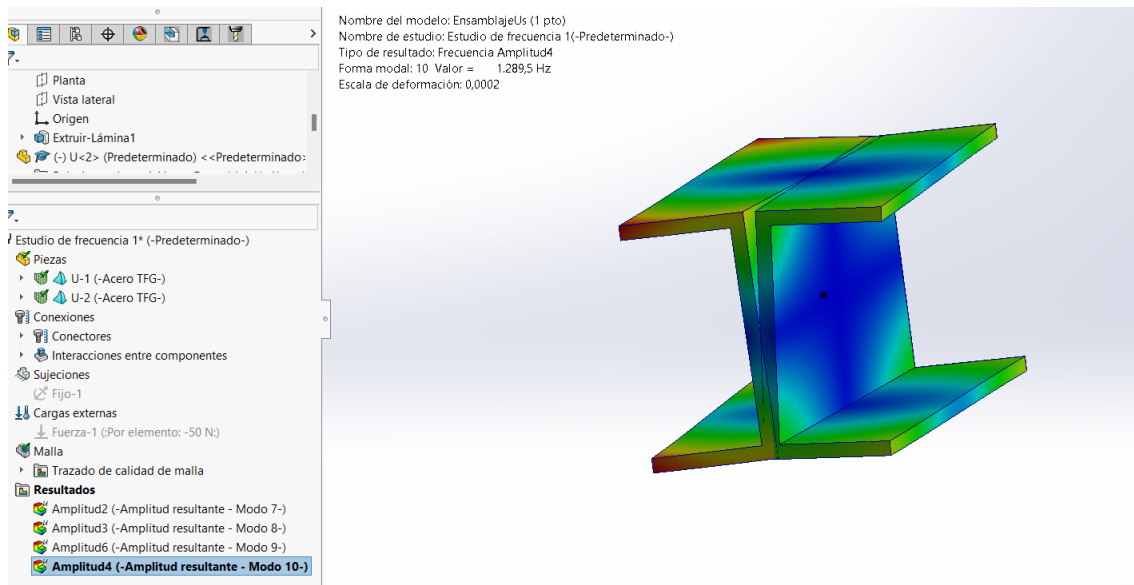 Nombre del modelo: EnsamblajeUs (1 pto)
Nombre de estudio: Estudio de frecuencia 1(-Predeterminado-)
Tipo de resultado: Frecuencia Amplitud4
Forma modal: 10 Valor = 1.289,5 Hz
Escala de deformación: 0,0002
Planta
Vista lateral
Origen
Extruir-Lámina1
(-) U<2> (Predeterminado) <<Predeterminado>
Estudio de frecuencia 1* (-Predeterminado-)
Piezas
U-1 (-Acero TFG-)
U-2 (-Acero TFG-)
Conexiones
Conectores
Interacciones entre componentes
Sujeciones
Fijo-1
Cargas externas
Fuerza-1 (:Por elemento: -50 N:)
Malla
Trazado de calidad de malla
Resultados
Amplitud2 (-Amplitud resultante - Modo 7-)
Amplitud3 (-Amplitud resultante - Modo 8-)
Amplitud6 (-Amplitud resultante - Modo 9-)
Amplitud4 (-Amplitud resultante - Modo 10-)